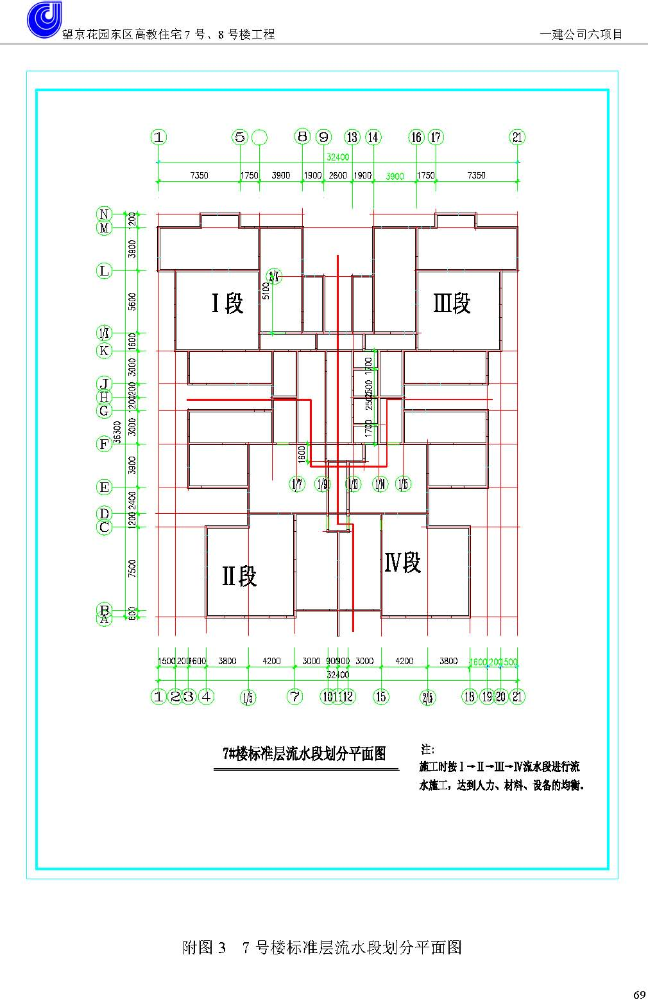 望京花园东区高教住宅 7 号、8 号楼工程 一建公司六项目
1 5 8 9 13 14 16 17 21
32400
7350 1750 3900 1900 2600 1900 3900 1750 7350
N
1200
M
3900
L
2/K
5100
5600
Ⅰ段 Ⅲ段
1/K
1600
K
3000 1700
J
1200 2500
H
1200 2500
G
3000 1700
36300
F
1600
3900
1/7 1/9 1/13 1/14 1/15
E
2400
D
1200
C
7500
Ⅱ段 Ⅳ段
B
600
A
1500 1200 1600 3800 4200 3000 900 900 3000 4200 3800 1600 1200 1500
32400
1 2 3 4 1/5 7 10 11 12 15 2/15 18 19 20 21
7#楼标准层流水段划分平面图
注:
施工时按Ⅰ→Ⅱ→Ⅲ→Ⅳ流水段进行流
水施工，达到人力、材料、设备的均衡。
附图 3 7 号楼标准层流水段划分平面图
69